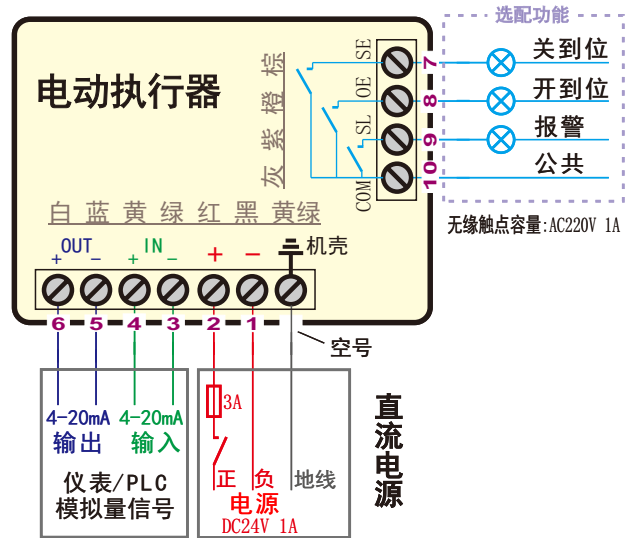 选配功能
电动执行器
棕
橙
紫
灰
SE
OE
SL
COM
7
8
9
10
关到位
开到位
报警
公共
无缘触点容量:AC220V 1A
白 蓝 黄 绿 红 黑 黄绿
OUT
IN
+ − + − + −
机壳
6 5 4 3 2 1
空号
4-20mA 4-20mA
输出 输入
仪表/PLC
模拟量信号
3A
正 负 地线
电源
DC24V 1A
直流电源